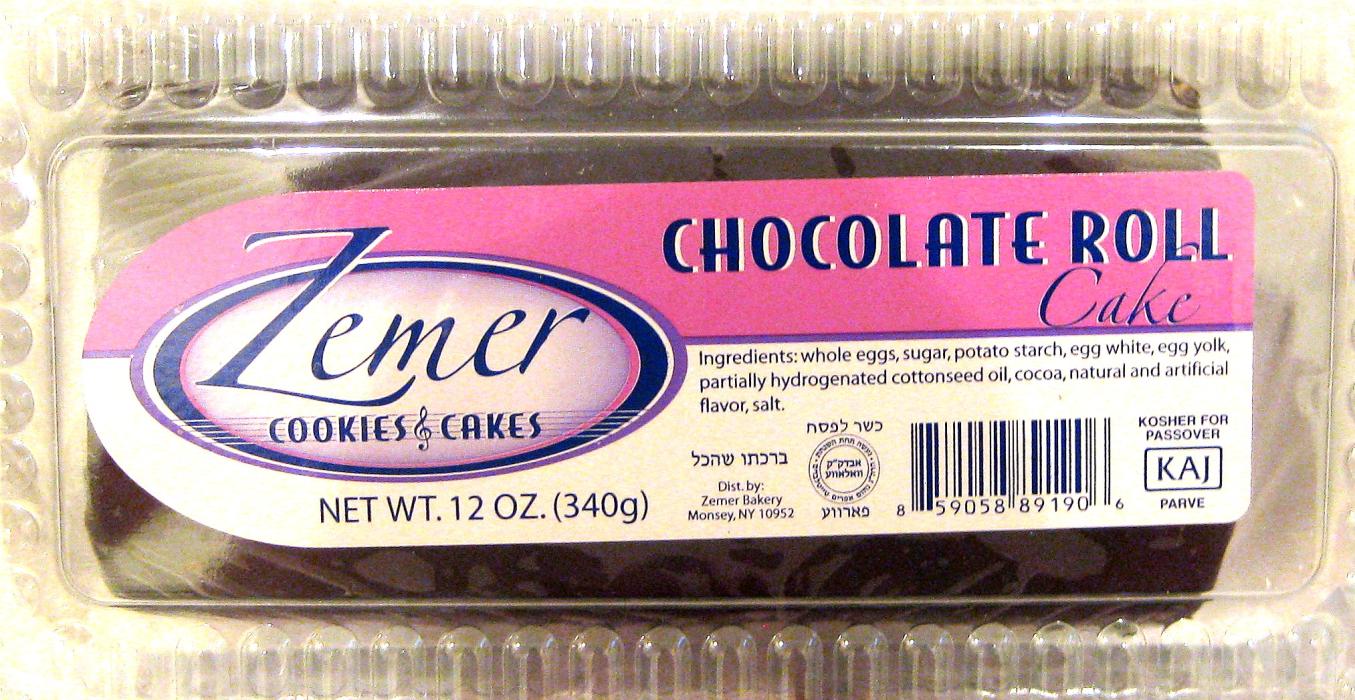 Zemer
COOKIES & CAKES
NET WT. 12 OZ. (340g)
CHOCOLATE ROLL
Cake
Ingredients: whole eggs, sugar, potato starch, egg white, egg yolk,
partially hydrogenated cottonseed oil, cocoa, natural and artificial
flavor, salt.
כשר לפסח
ברכתו שהכל
אבדק"ק
וואלאווע
פארווע
Dist. by:
Zemer Bakery
Monsey, NY 10952
8 59058 89190 6
KOSHER FOR
PASSOVER
KAJ
PARVE